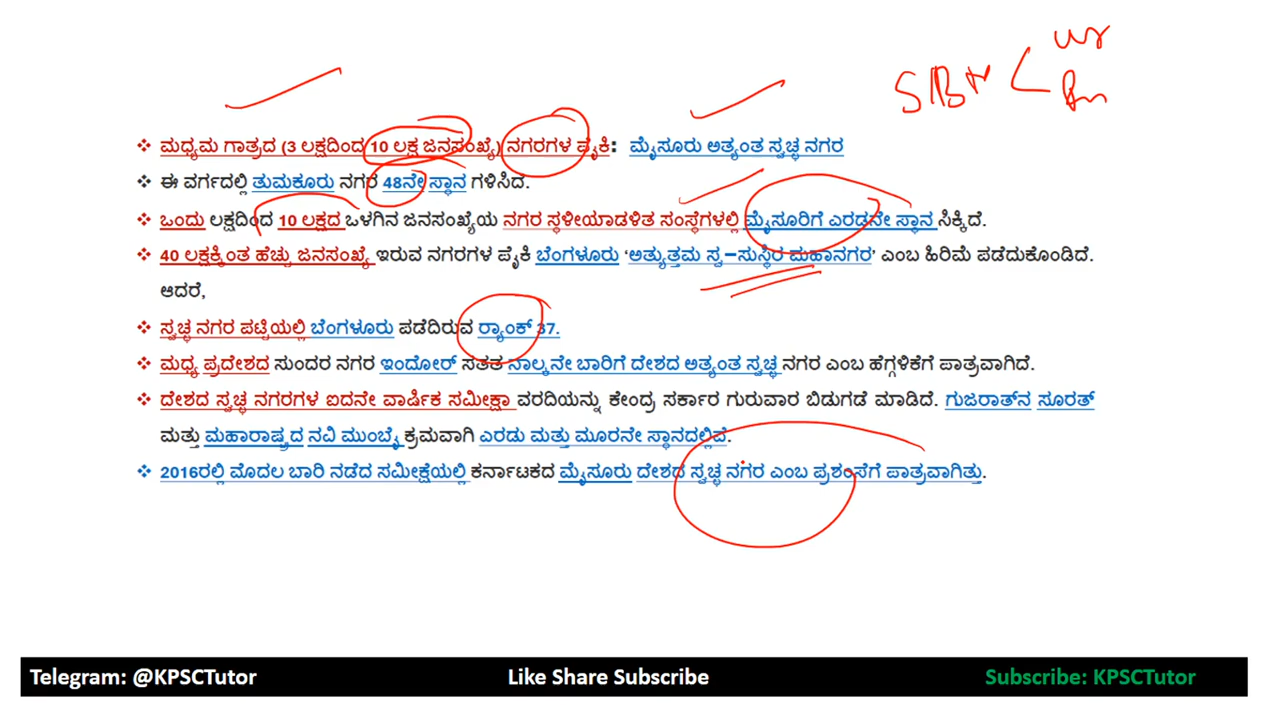 SBM < ur
❖ ಮಧ್ಯಮ ಗಾತ್ರದ (3 ಲಕ್ಷದಿಂದ 10 ಲಕ್ಷ ಜನಸಂಖ್ಯೆ) ನಗರಗಳ ಪೈಕಿ: ಮೈಸೂರು ಅತ್ಯಂತ ಸ್ವಚ್ಛ ನಗರ
❖ ಈ ವರ್ಗದಲ್ಲಿ ತುಮಕೂರು ನಗರ 48ನೇ ಸ್ಥಾನ ಗಳಿಸಿದೆ.
❖ ಒಂದು ಲಕ್ಷದಿಂದ 10 ಲಕ್ಷದ ಒಳಗಿನ ಜನಸಂಖ್ಯೆಯ ನಗರ ಸ್ಥಳೀಯಾಡಳಿತ ಸಂಸ್ಥೆಗಳಲ್ಲಿ ಮೈಸೂರಿಗೆ ಎರಡನೇ ಸ್ಥಾನ ಸಿಕ್ಕಿದೆ.
❖ 40 ಲಕ್ಷಕ್ಕಿಂತ ಹೆಚ್ಚು ಜನಸಂಖ್ಯೆ ಇರುವ ನಗರಗಳ ಪೈಕಿ ಬೆಂಗಳೂರು ‘ಅತ್ಯುತ್ತಮ ಸ್ವ–ಸುಸ್ಥಿರ ಮಹಾನಗರ’ ಎಂಬ ಹಿರಿಮೆ ಪಡೆದುಕೊಂಡಿದೆ.
ಆದರೆ,
❖ ಸ್ವಚ್ಛ ನಗರ ಪಟ್ಟಿಯಲ್ಲಿ ಬೆಂಗಳೂರು ಪಡೆದಿರುವ ರ‍್ಯಾಂಕ್ 37.
❖ ಮಧ್ಯ ಪ್ರದೇಶದ ಸುಂದರ ನಗರ ಇಂದೋರ್ ಸತತ ನಾಲ್ಕನೇ ಬಾರಿಗೆ ದೇಶದ ಅತ್ಯಂತ ಸ್ವಚ್ಛ ನಗರ ಎಂಬ ಹೆಗ್ಗಳಿಕೆಗೆ ಪಾತ್ರವಾಗಿದೆ.
❖ ದೇಶದ ಸ್ವಚ್ಛ ನಗರಗಳ ಐದನೇ ವಾರ್ಷಿಕ ಸಮೀಕ್ಷಾ ವರದಿಯನ್ನು ಕೇಂದ್ರ ಸರ್ಕಾರ ಗುರುವಾರ ಬಿಡುಗಡೆ ಮಾಡಿದೆ. ಗುಜರಾತ್‌ನ ಸೂರತ್
ಮತ್ತು ಮಹಾರಾಷ್ಟ್ರದ ನವಿ ಮುಂಬೈ ಕ್ರಮವಾಗಿ ಎರಡು ಮತ್ತು ಮೂರನೇ ಸ್ಥಾನದಲ್ಲಿವೆ.
❖ 2016ರಲ್ಲಿ ಮೊದಲ ಬಾರಿ ನಡೆದ ಸಮೀಕ್ಷೆಯಲ್ಲಿ ಕರ್ನಾಟಕದ ಮೈಸೂರು ದೇಶದ ಸ್ವಚ್ಛ ನಗರ ಎಂಬ ಪ್ರಶಂಸೆಗೆ ಪಾತ್ರವಾಗಿತ್ತು.
Telegram: @KPSCTutor Like Share Subscribe Subscribe: KPSCTutor